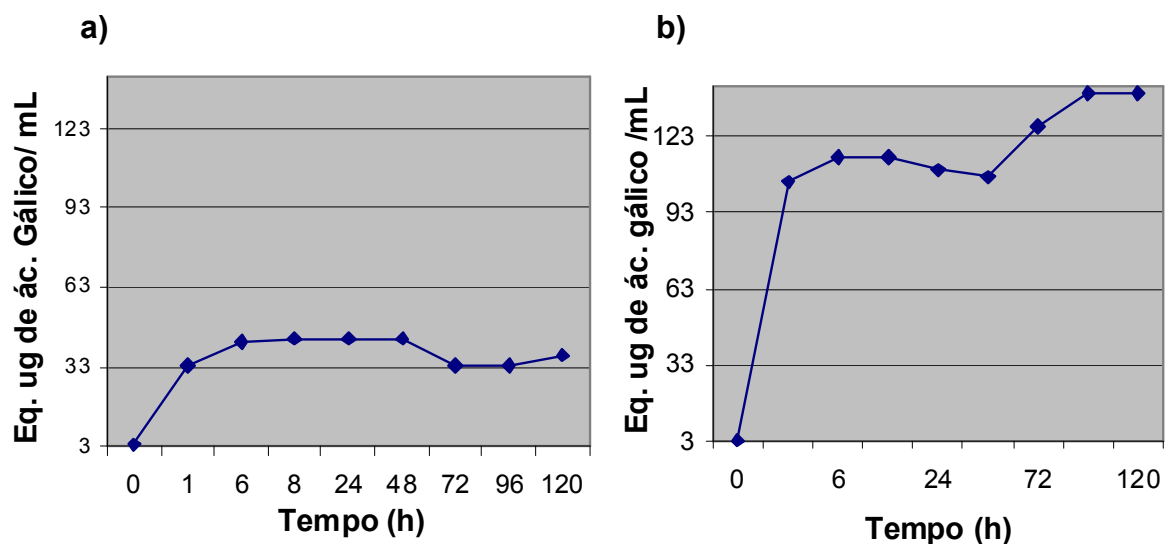 a)
Eq. ug de ác. Gálico/ mL
123
93
63
33
3
0 1 6 8 24 48 72 96 120
Tempo (h)
b)
Eq. ug de ác. gálico /mL
123
93
63
33
3
0 6 24 72 120
Tempo (h)